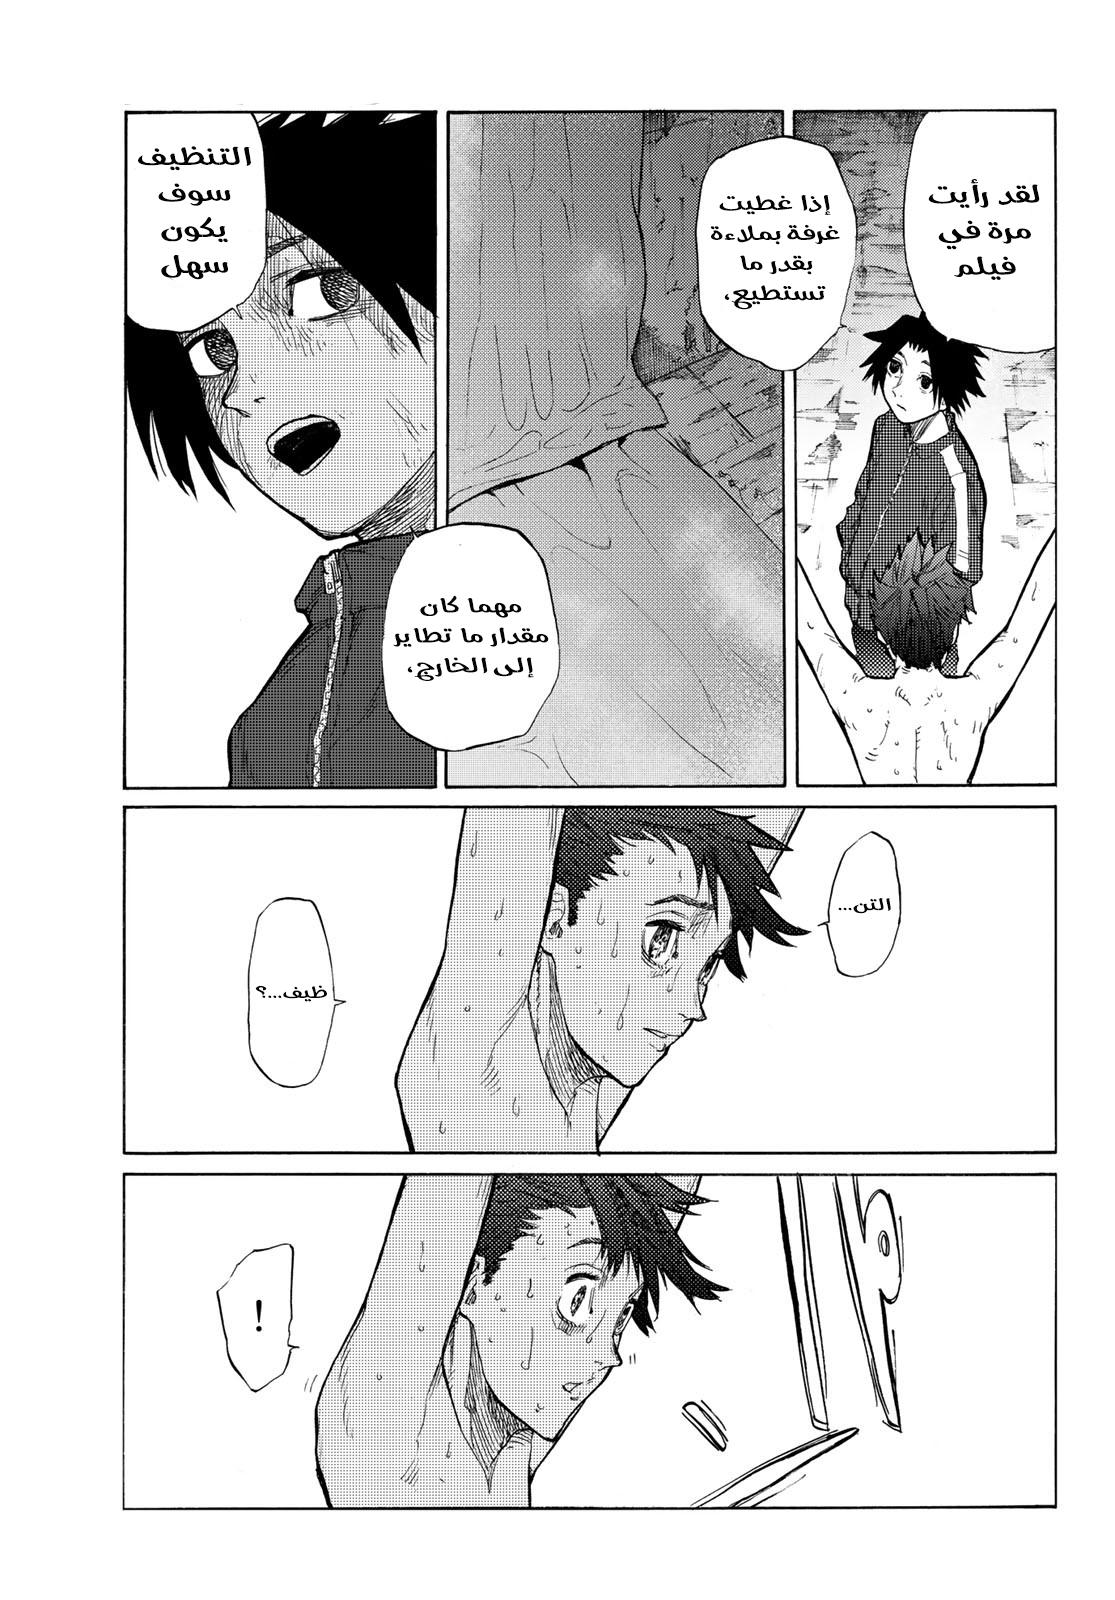 لقد رأيت
مرة في
فيلم
إذا غطيت
غرفة بملاءة
بقدر ما
تستطيع،
مهما كان
مقدار ما تطاير
إلى الخارج،
التنظيف
سوف
يكون
سهل
التن...
ظيف...؟
!